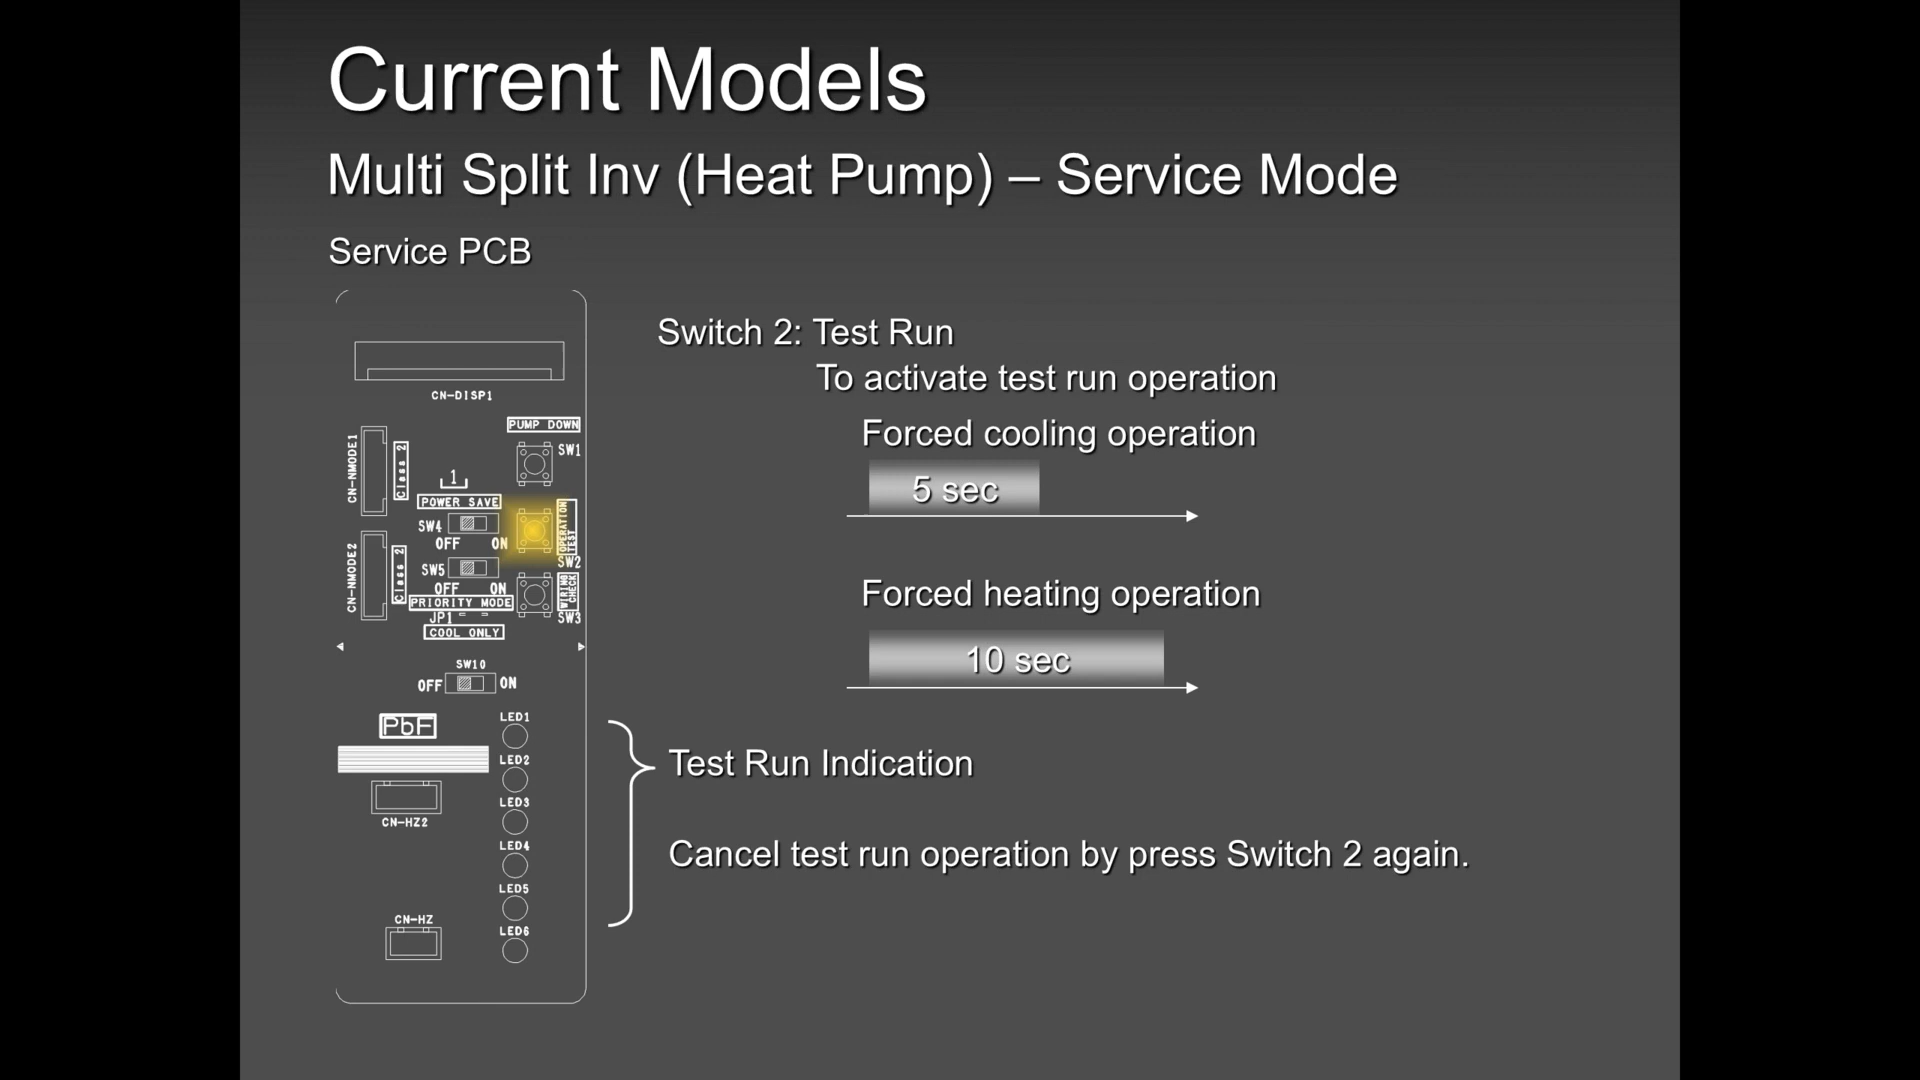 Current Models
Multi Split Inv (Heat Pump) – Service Mode
Service PCB
Switch 2: Test Run
To activate test run operation
Forced cooling operation
5 sec
Forced heating operation
10 sec
Test Run Indication
Cancel test run operation by press Switch 2 again.
CN-DISP1
PUMP DOWN
SW1
CN-NMODE1
Class 2
1
POWER SAVE
SW4
OFF ON
OPERATION
TEST
SW2
CN-NMODE2
Class 2
SW5
OFF ON
PRIORITY MODE
WIRING
CHECK
SW3
JP1
COOL ONLY
SW10
OFF ON
PbF
LED1
LED2
LED3
CN-HZ2
LED4
LED5
CN-HZ
LED6